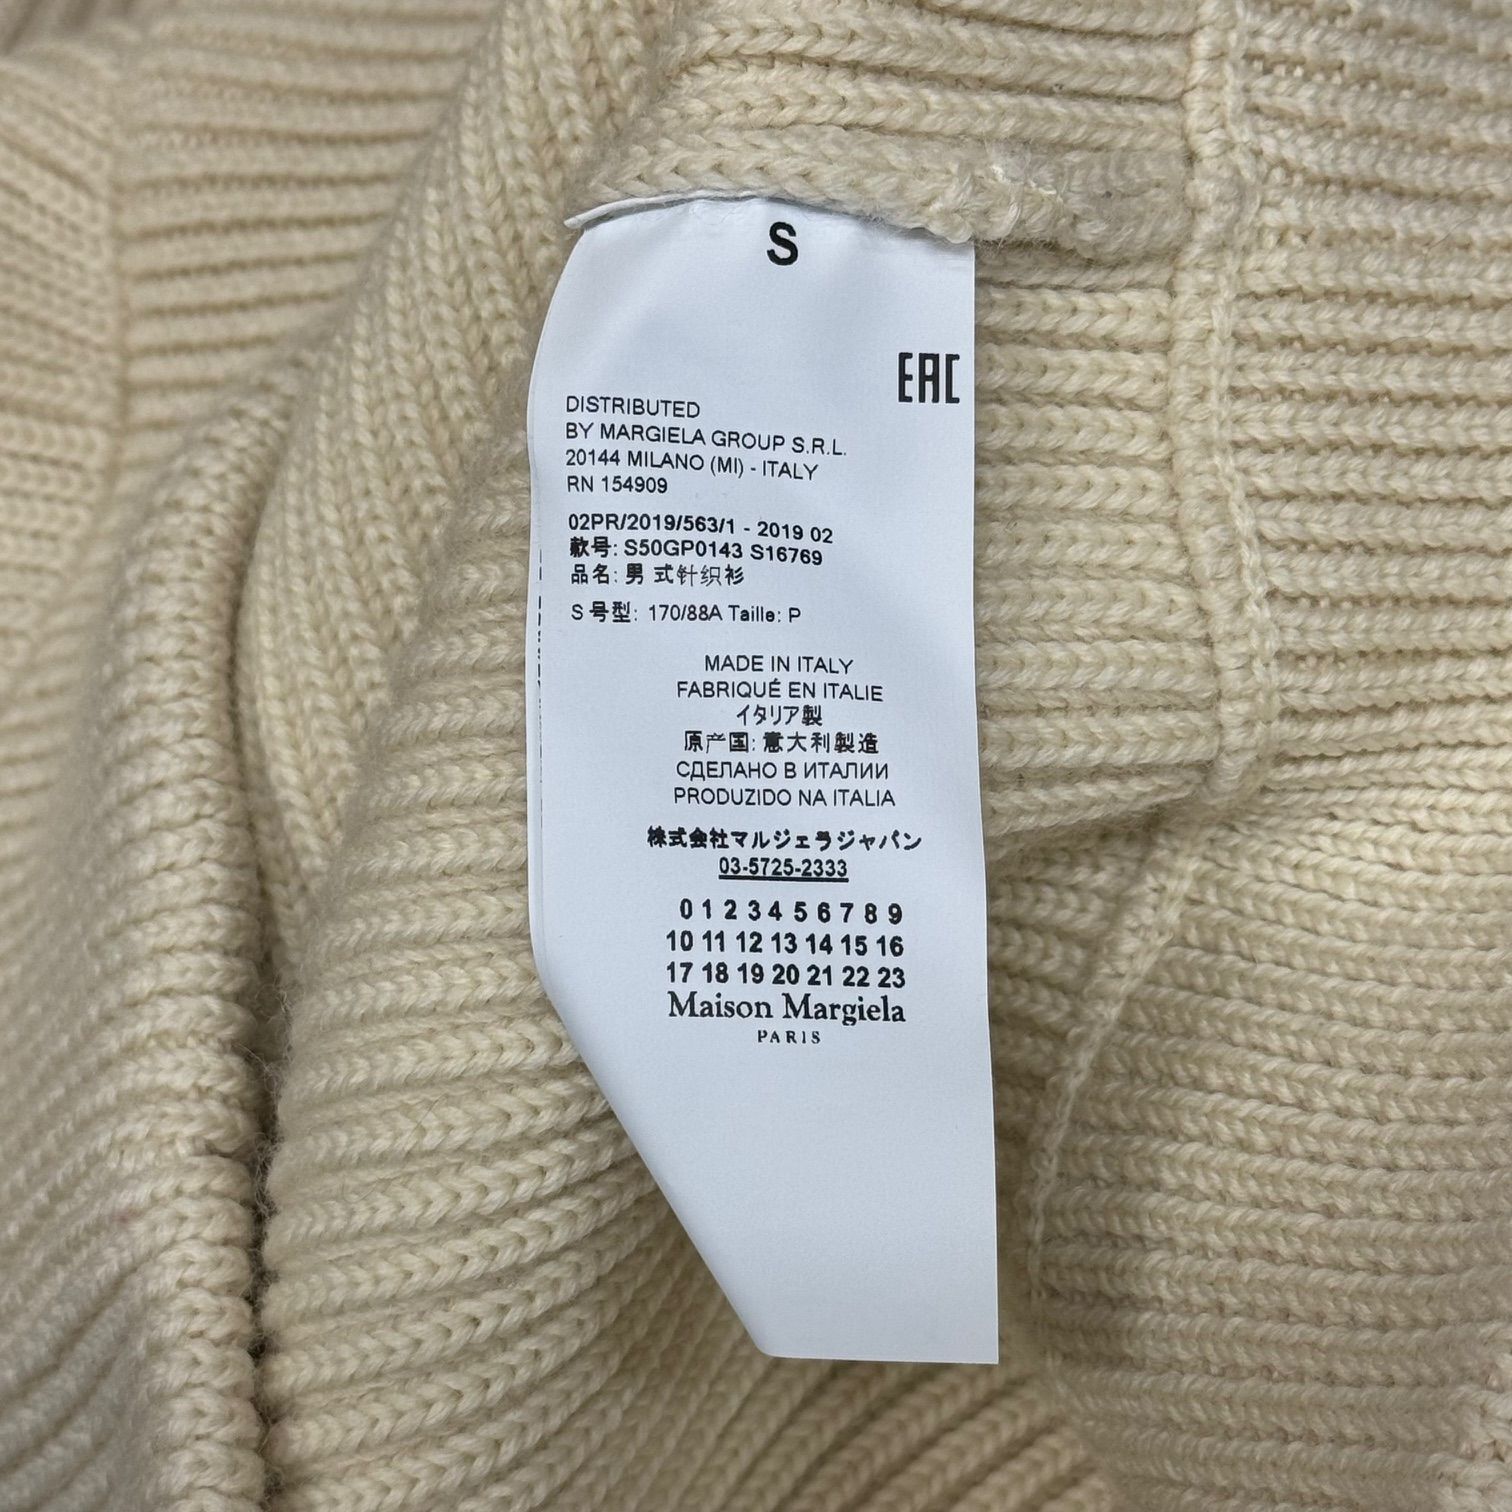 S
EAC
DISTRIBUTED
BY MARGIELA GROUP S.R.L.
20144 MILANO (MI) - ITALY
RN 154909
02PR/2019/563/1 - 2019 02
款号: S50GP0143 S16769
品名: 男式针织衫
S 号型: 170/88A Taille: P
MADE IN ITALY
FABRIQUÉ EN ITALIE
イタリア製
原产国: 意大利製造
СДЕЛАНО В ИТАЛИИ
PRODUZIDO NA ITALIA
株式会社マルジェラジャパン
03-5725-2333
0 1 2 3 4 5 6 7 8 9
10 11 12 13 14 15 16
17 18 19 20 21 22 23
Maison Margiela
PARIS